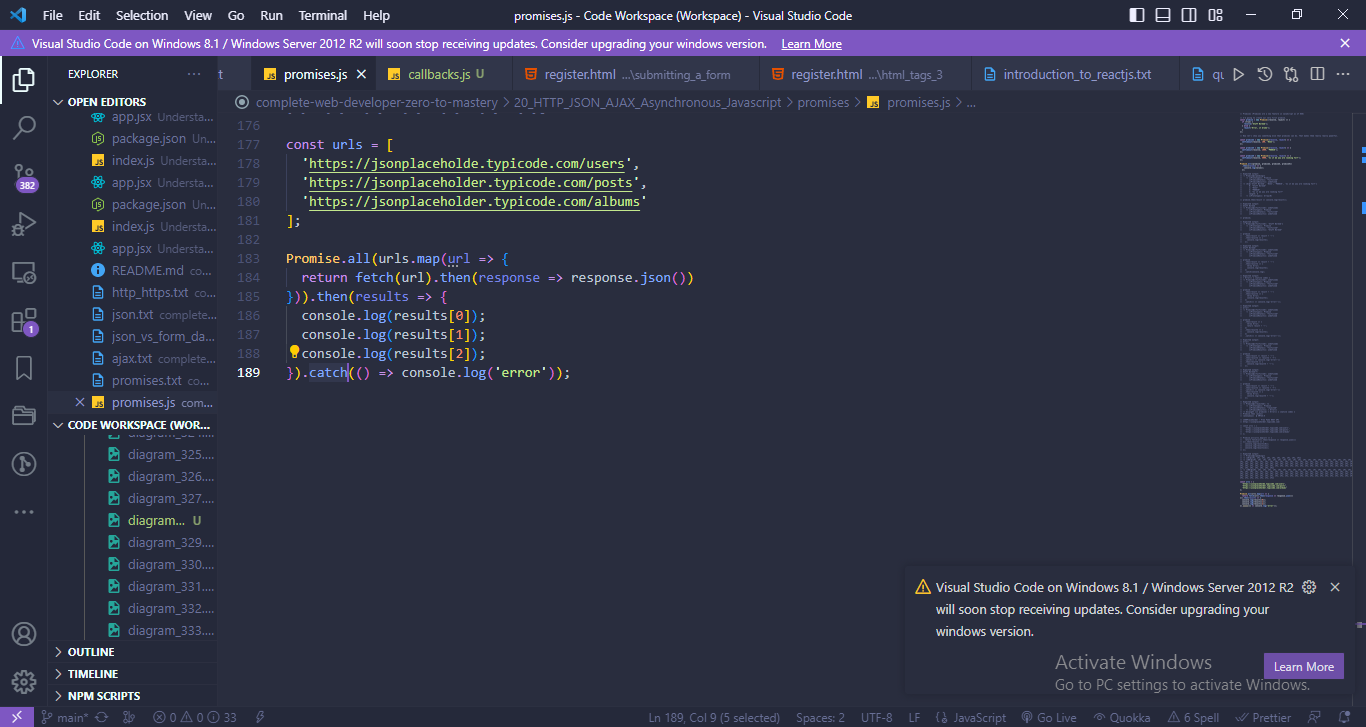 File Edit Selection View Go Run Terminal Help promises.js - Code Workspace (Workspace) - Visual Studio Code
Visual Studio Code on Windows 8.1 / Windows Server 2012 R2 will soon stop receiving updates. Consider upgrading your windows version. Learn More
EXPLORER
t promises.js callbacks.js U register.html ...\submitting_a_form register.html ...\html_tags_3 introduction_to_reactjs.txt
complete-web-developer-zero-to-mastery > 20_HTTP_JSON_AJAX_Asynchronous_Javascript > promises > JS promises.js > ...
OPEN EDITORS
app.jsx Understa...
package.json Un...
index.js Understa...
app.jsx Understa...
package.json Un...
index.js Understa...
app.jsx Understa...
README.md co...
http_https.txt co...
json.txt complete...
json_vs_form_da...
ajax.txt complete...
promises.txt co...
promises.js com...
CODE WORKSPACE (WOR...
diagram_324....
diagram_325....
diagram_326....
diagram_327....
diagram... U
diagram_329....
diagram_330....
diagram_331....
diagram_332....
diagram_333....
OUTLINE
TIMELINE
NPM SCRIPTS
382
1
176
177 const urls = [
178 'https://jsonplaceholde.typicode.com/users',
179 'https://jsonplaceholder.typicode.com/posts',
180 'https://jsonplaceholder.typicode.com/albums'
181 ];
182
183 Promise.all(urls.map(url => {
184 return fetch(url).then(response => response.json())
185 })).then(results => {
186 console.log(results[0]);
187 console.log(results[1]);
188 console.log(results[2]);
189 }).catch(() => console.log('error'));
Visual Studio Code on Windows 8.1 / Windows Server 2012 R2
will soon stop receiving updates. Consider upgrading your
windows version.
Learn More
Activate Windows
Go to PC settings to activate Windows.
main* 0 0 33 Ln 189, Col 9 (5 selected) Spaces: 2 UTF-8 LF {} JavaScript Go Live Quokka 6 Spell Prettier